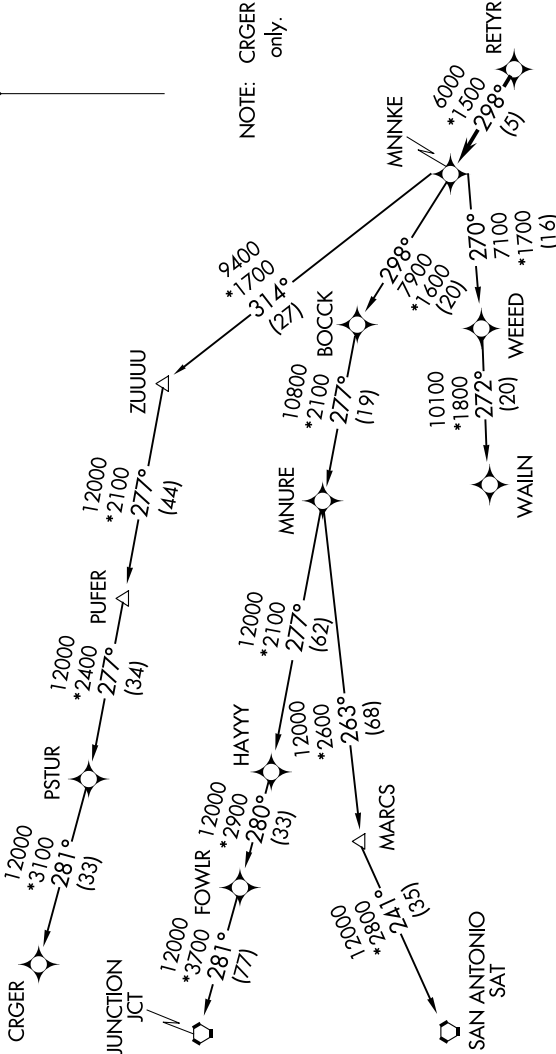 NOTE: CRGER
only.
RETYR
6000
*1500
298°
(5)
MNNKE
9400
*1700
314°
(27)
298°
7900
*1600
(20)
270°
7100
*1700
(16)
ZUUUU
BOCCK
WEEED
12000
*2100
277°
(44)
10800
*2100
277°
(19)
10100
*1800
272°
(20)
PUFER
MNURE
WAILN
12000
*2400
277°
(34)
12000
*2100
277°
(62)
12000
*2600
263°
(68)
PSTUR
HAYYY
MARCS
12000
*3100
281°
(33)
12000
*2900
280°
(33)
FOWLR
12000
*2800
241°
(35)
12000
*3700
281°
(77)
CRGER
JUNCTION
JCT
SAN ANTONIO
SAT